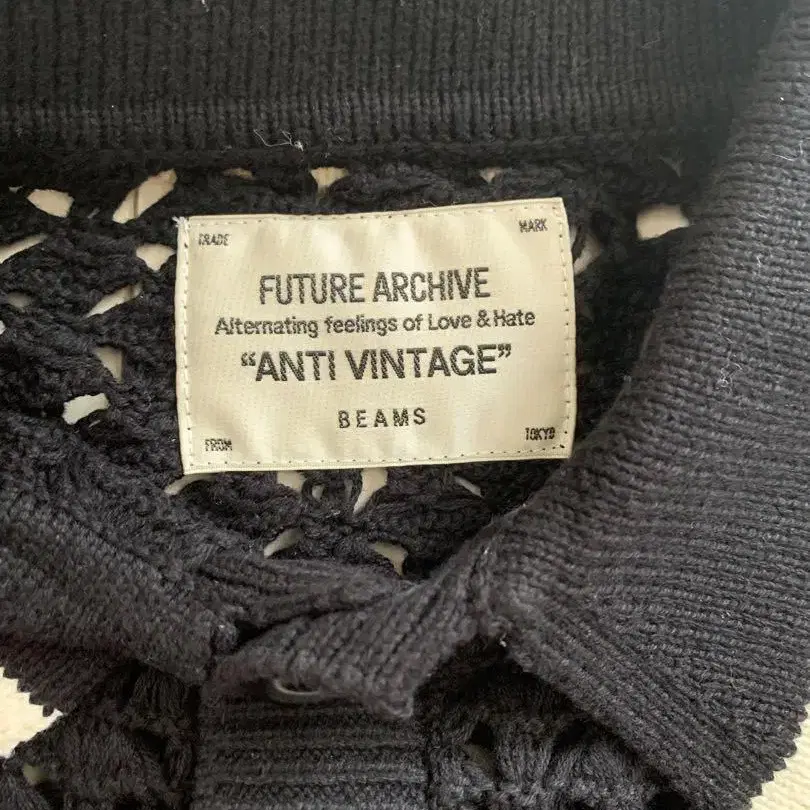 TRADE MARK
FUTURE ARCHIVE
Alternating feelings of Love & Hate
“ANTI VINTAGE”
BEAMS
FROM TOKYO